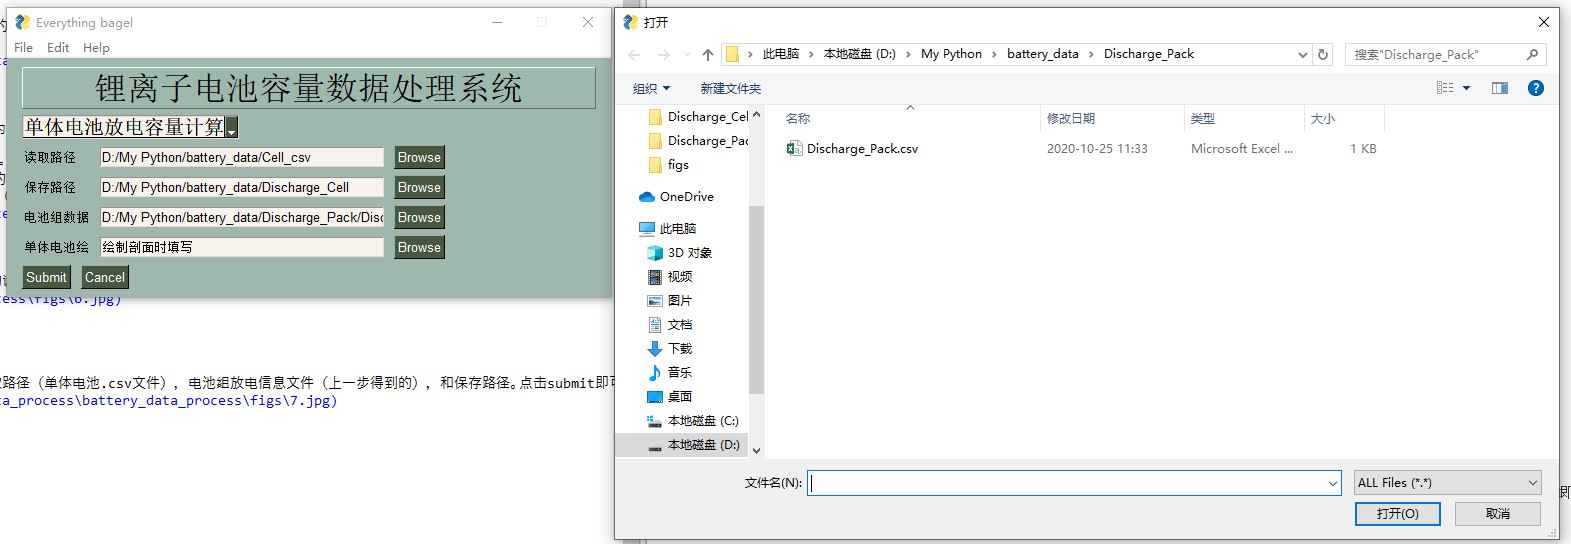 Everything bagel
File Edit Help
锂离子电池容量数据处理系统
单体电池放电容量计算
读取路径 D:/My Python/battery_data/Cell_csv Browse
保存路径 D:/My Python/battery_data/Discharge_Cell Browse
电池组数据 D:/My Python/battery_data/Discharge_Pack/Disc Browse
单体电池绘 绘制剖面时填写 Browse
Submit Cancel
ess\figs\6.jpg)
路径（单体电池.csv文件），电池组放电信息文件（上一步得到的），和保存路径。点击submit即可
ta_process\battery_data_process\figs\7.jpg)
打开
此电脑 > 本地磁盘 (D:) > My Python > battery_data > Discharge_Pack
搜索"Discharge_Pack"
组织 新建文件夹
名称 修改日期 类型 大小
Discharge_Pack.csv 2020-10-25 11:33 Microsoft Excel ... 1 KB
Discharge_Cel
Discharge_Pac
figs
OneDrive
此电脑
3D 对象
视频
图片
文档
下载
音乐
桌面
本地磁盘 (C:)
本地磁盘 (D:)
文件名(N):
ALL Files (*.*)
打开(O) 取消